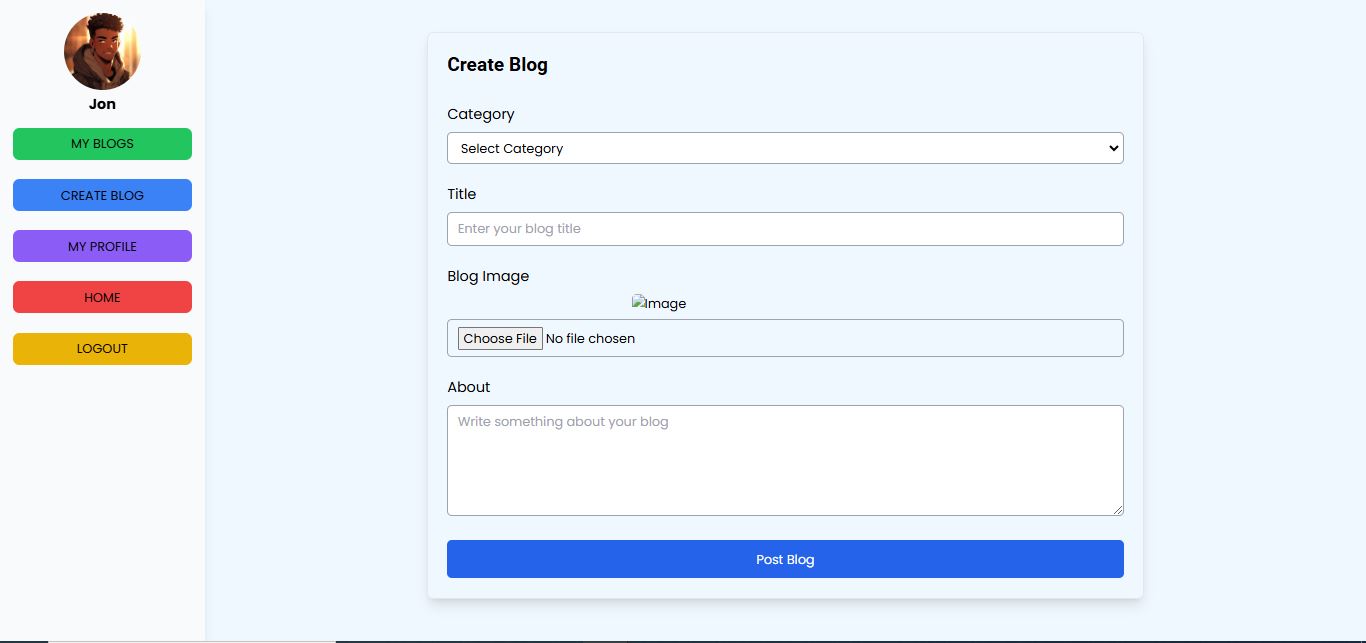 Jon
MY BLOGS
CREATE BLOG
MY PROFILE
HOME
LOGOUT
Create Blog
Category
Select Category
Title
Enter your blog title
Blog Image
Image
Choose File No file chosen
About
Write something about your blog
Post Blog